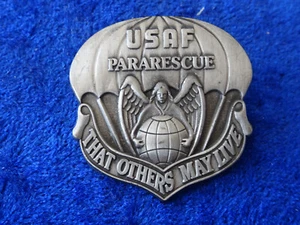 USAF
PARARESCUE
THAT OTHERS MAY LIVE